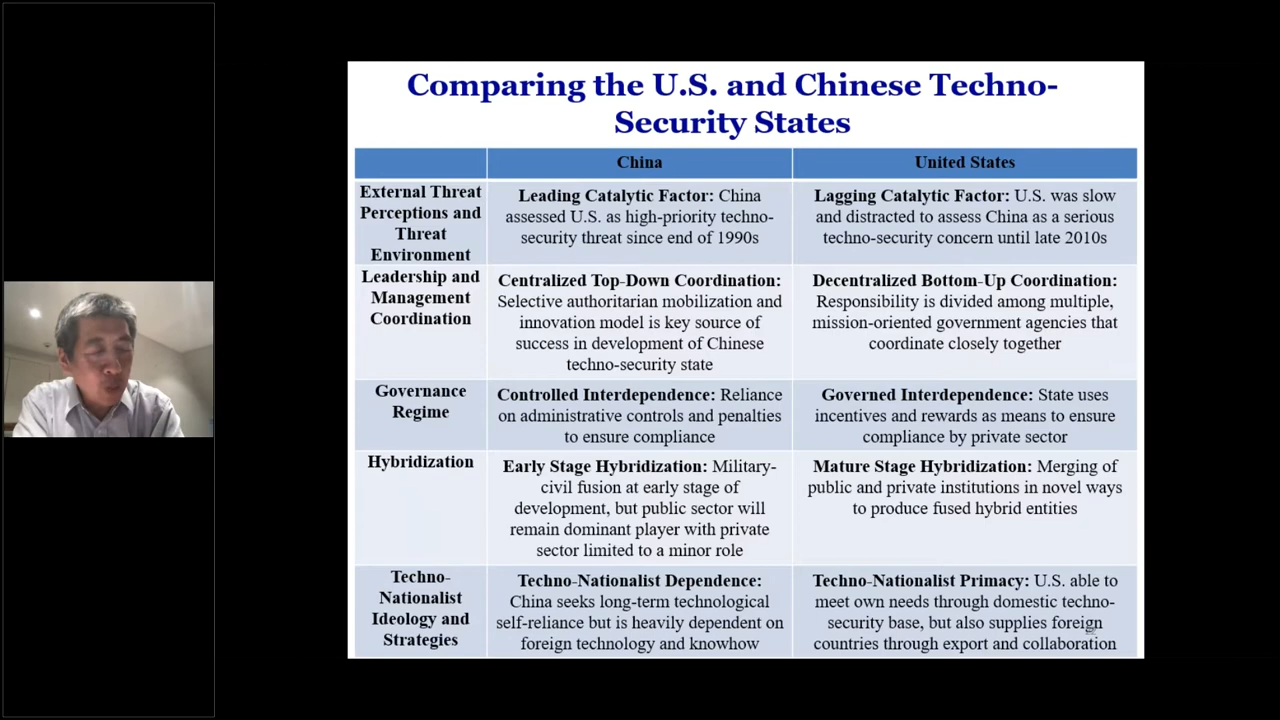 Comparing the U.S. and Chinese Techno-
Security States
China
United States
External Threat
Perceptions and
Threat
Environment
Leading Catalytic Factor: China
assessed U.S. as high-priority techno-
security threat since end of 1990s
Lagging Catalytic Factor: U.S. was slow
and distracted to assess China as a serious
techno-security concern until late 2010s
Leadership and
Management
Coordination
Centralized Top-Down Coordination:
Selective authoritarian mobilization and
innovation model is key source of
success in development of Chinese
techno-security state
Decentralized Bottom-Up Coordination:
Responsibility is divided among multiple,
mission-oriented government agencies that
coordinate closely together
Governance
Regime
Controlled Interdependence: Reliance
on administrative controls and penalties
to ensure compliance
Governed Interdependence: State uses
incentives and rewards as means to ensure
compliance by private sector
Hybridization
Early Stage Hybridization: Military-
civil fusion at early stage of
development, but public sector will
remain dominant player with private
sector limited to a minor role
Mature Stage Hybridization: Merging of
public and private institutions in novel ways
to produce fused hybrid entities
Techno-
Nationalist
Ideology and
Strategies
Techno-Nationalist Dependence:
China seeks long-term technological
self-reliance but is heavily dependent on
foreign technology and knowhow
Techno-Nationalist Primacy: U.S. able to
meet own needs through domestic techno-
security base, but also supplies foreign
countries through export and collaboration